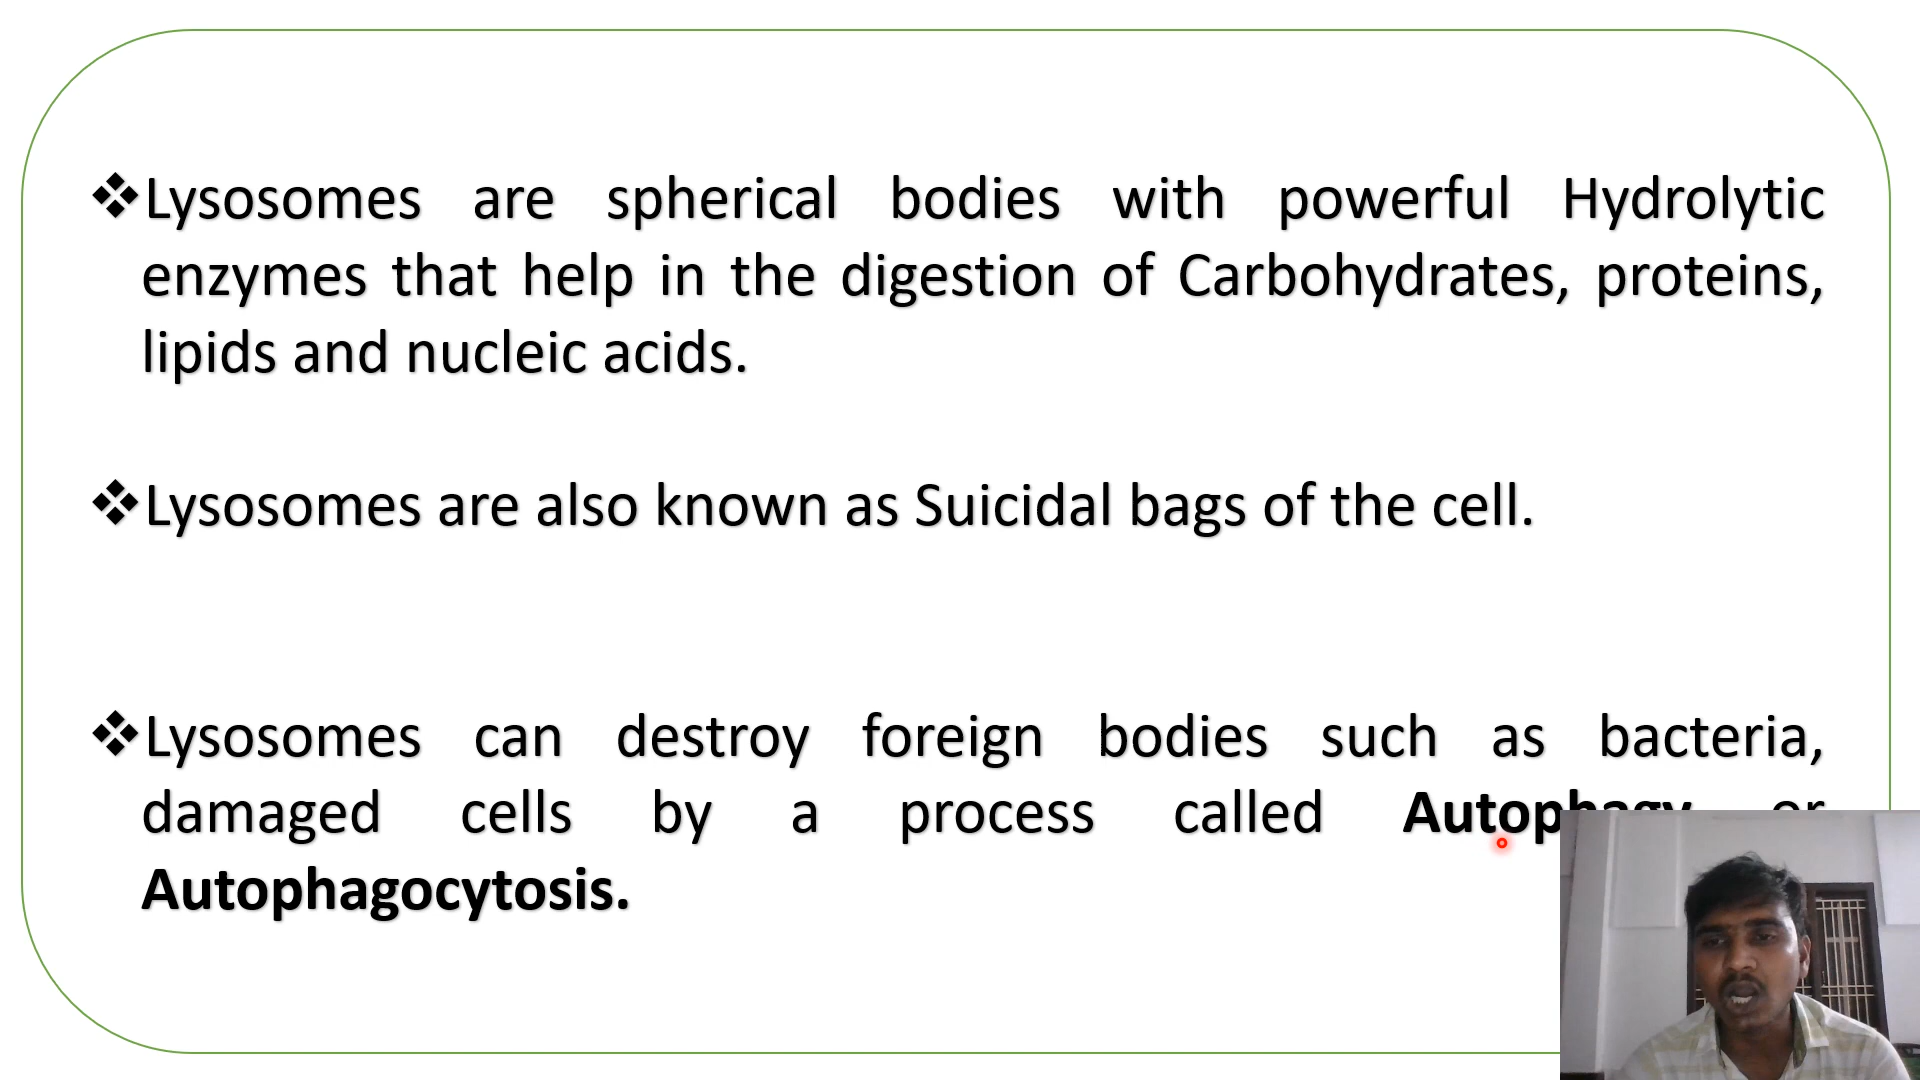 ❖Lysosomes are spherical bodies with powerful Hydrolytic
enzymes that help in the digestion of Carbohydrates, proteins,
lipids and nucleic acids.
❖Lysosomes are also known as Suicidal bags of the cell.
❖Lysosomes can destroy foreign bodies such as bacteria,
damaged cells by a process called Autophagy or
Autophagocytosis.